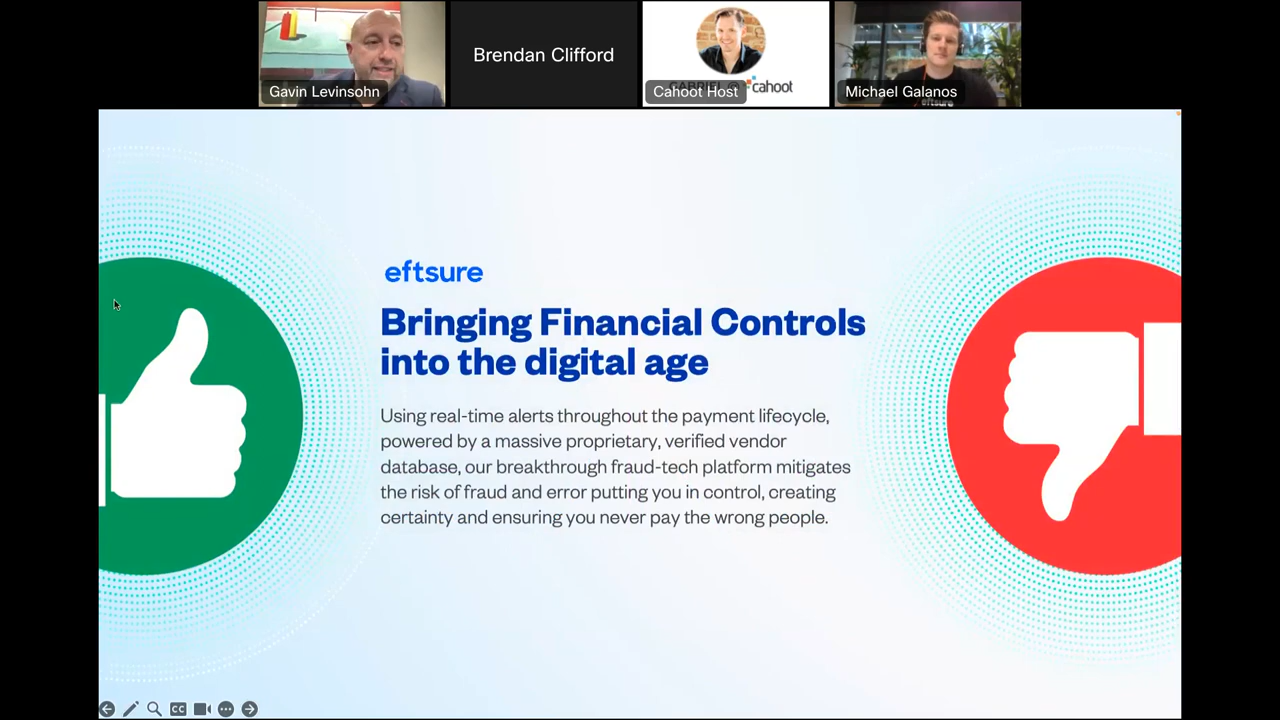 Gavin Levinsohn
Brendan Clifford
Cahoot Host
cahoot
Michael Galanos
eftsure
eftsure
Bringing Financial Controls
into the digital age
Using real-time alerts throughout the payment lifecycle,
powered by a massive proprietary, verified vendor
database, our breakthrough fraud-tech platform mitigates
the risk of fraud and error putting you in control, creating
certainty and ensuring you never pay the wrong people.
CC